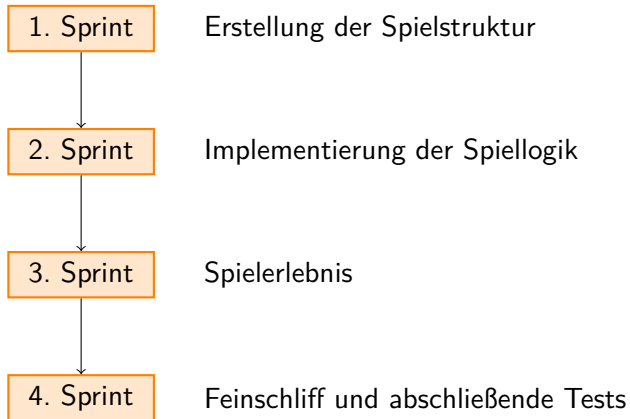 1. Sprint Erstellung der Spielstruktur
2. Sprint Implementierung der Spiellogik
3. Sprint Spielerlebnis
4. Sprint Feinschliff und abschließende Tests